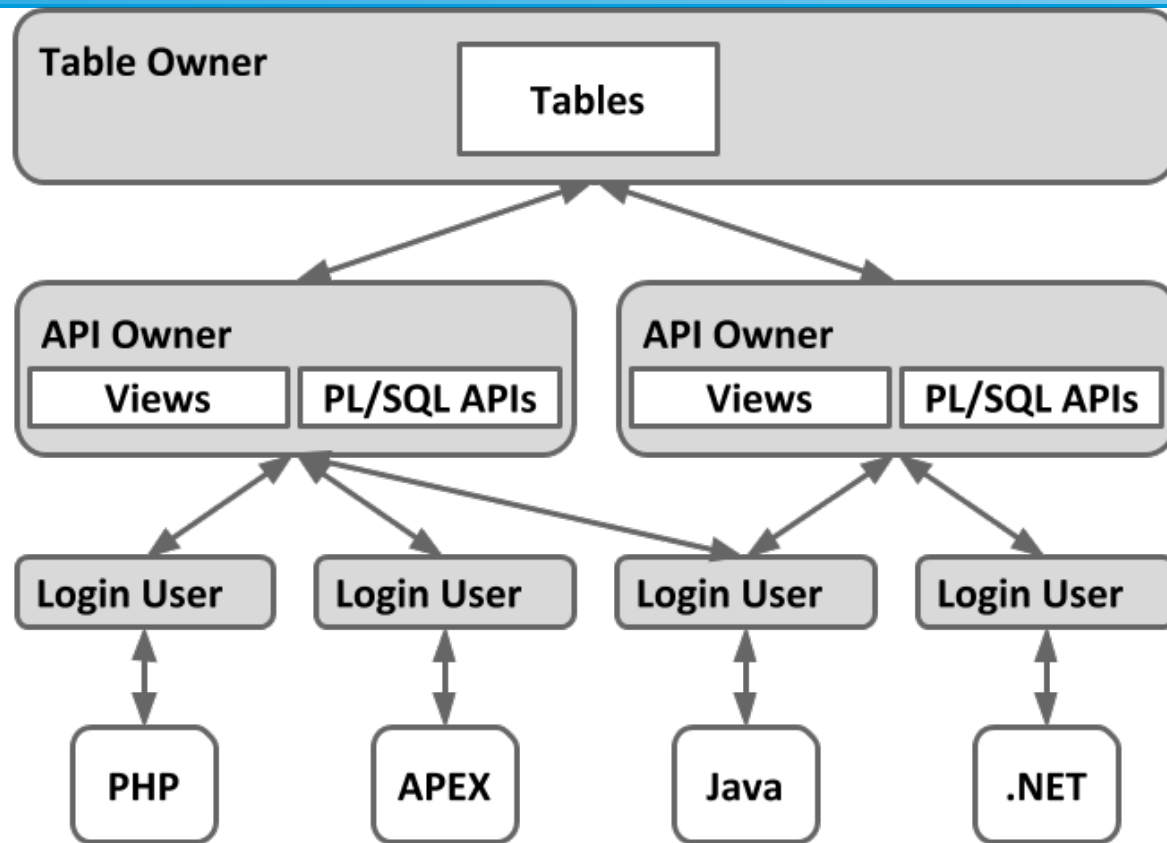 Table Owner
Tables
API Owner
Views
PL/SQL APIs
API Owner
Views
PL/SQL APIs
Login User
Login User
Login User
Login User
PHP
APEX
Java
.NET